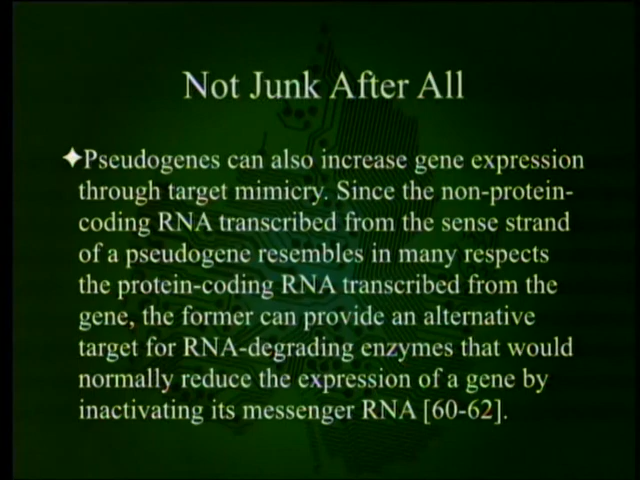 Not Junk After All
✦Pseudogenes can also increase gene expression
through target mimicry. Since the non-protein-
coding RNA transcribed from the sense strand
of a pseudogene resembles in many respects
the protein-coding RNA transcribed from the
gene, the former can provide an alternative
target for RNA-degrading enzymes that would
normally reduce the expression of a gene by
inactivating its messenger RNA [60-62].